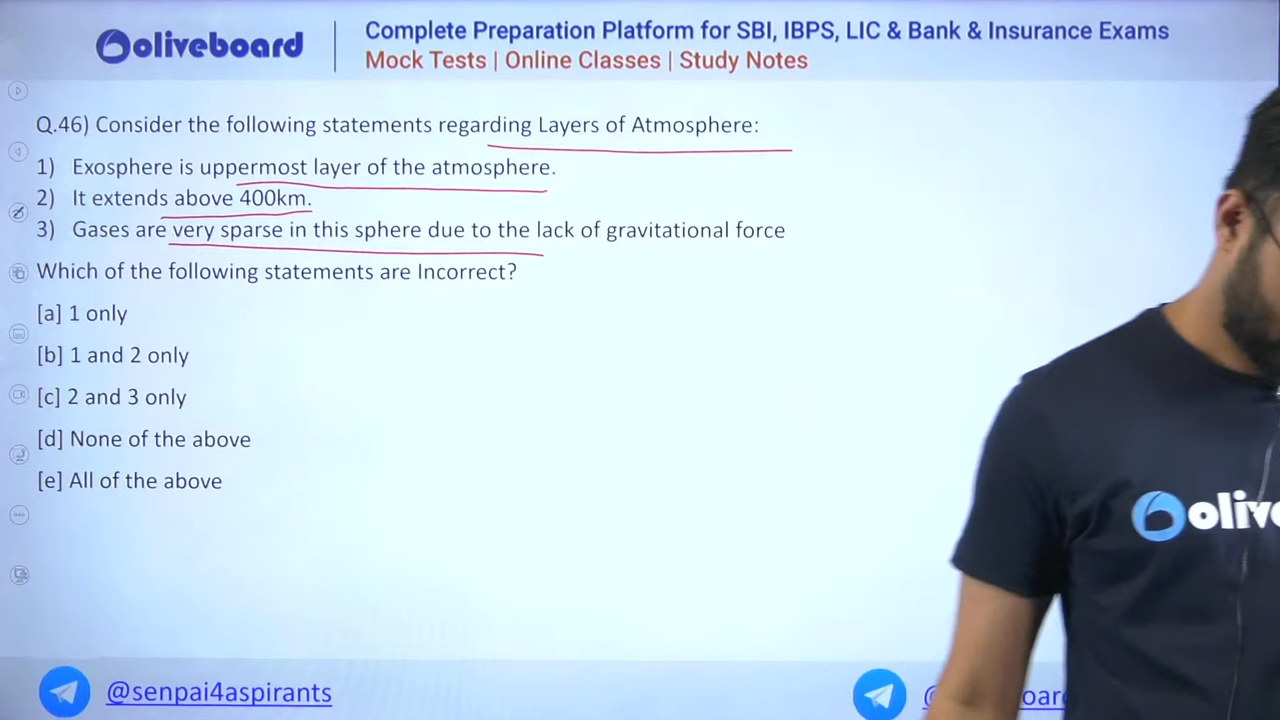 oliveboard
Complete Preparation Platform for SBI, IBPS, LIC & Bank & Insurance Exams
Mock Tests | Online Classes | Study Notes
Q.46) Consider the following statements regarding Layers of Atmosphere:
1) Exosphere is uppermost layer of the atmosphere.
2) It extends above 400km.
3) Gases are very sparse in this sphere due to the lack of gravitational force
Which of the following statements are Incorrect?
[a] 1 only
[b] 1 and 2 only
[c] 2 and 3 only
[d] None of the above
[e] All of the above
@senpai4aspirants